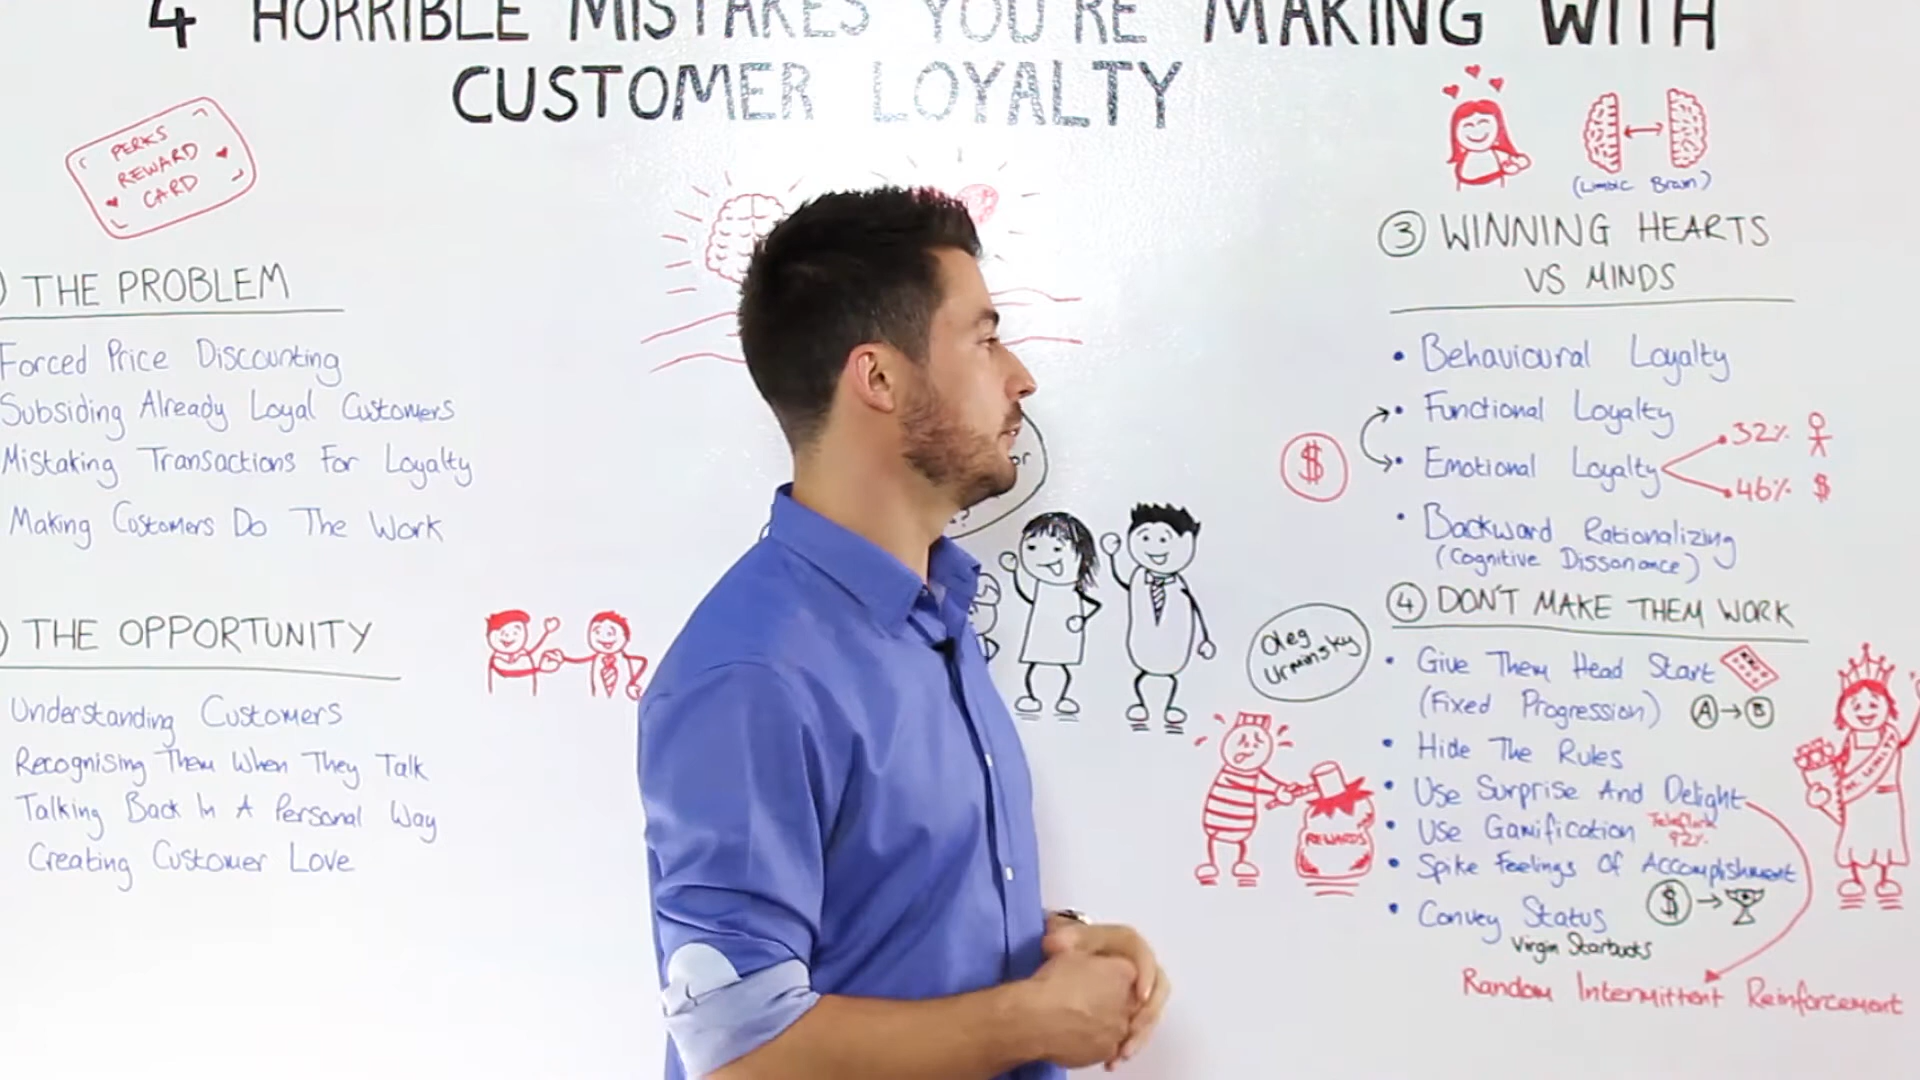 4 HORRIBLE MISTAKES YOU'RE MAKING WITH
CUSTOMER LOYALTY
PERKS
REWARD
CARD
) THE PROBLEM
Forced Price Discounting
Subsiding Already Loyal Customers
Mistaking Transactions For Loyalty
Making Customers Do The Work
) THE OPPORTUNITY
Understanding Customers
Recognising Them When They Talk
Talking Back In A Personal Way
Creating Customer Love
or
?
(Limbic Brain)
3 WINNING HEARTS
VS MINDS
• Behavioural Loyalty
• Functional Loyalty
$ • Emotional Loyalty
32%
46% $
• Backward Rationalizing
(Cognitive Dissonance)
4 DON'T MAKE THEM WORK
Oleg
Urminsky
• Give Them Head Start
(Fixed Progression) A → B
• Hide The Rules
• Use Surprise And Delight
• Use Gamification
92%
REWARDS
• Spike Feelings Of Accomplishment
• Convey Status $ →
Virgin Starbucks
Random Intermittent Reinforcement